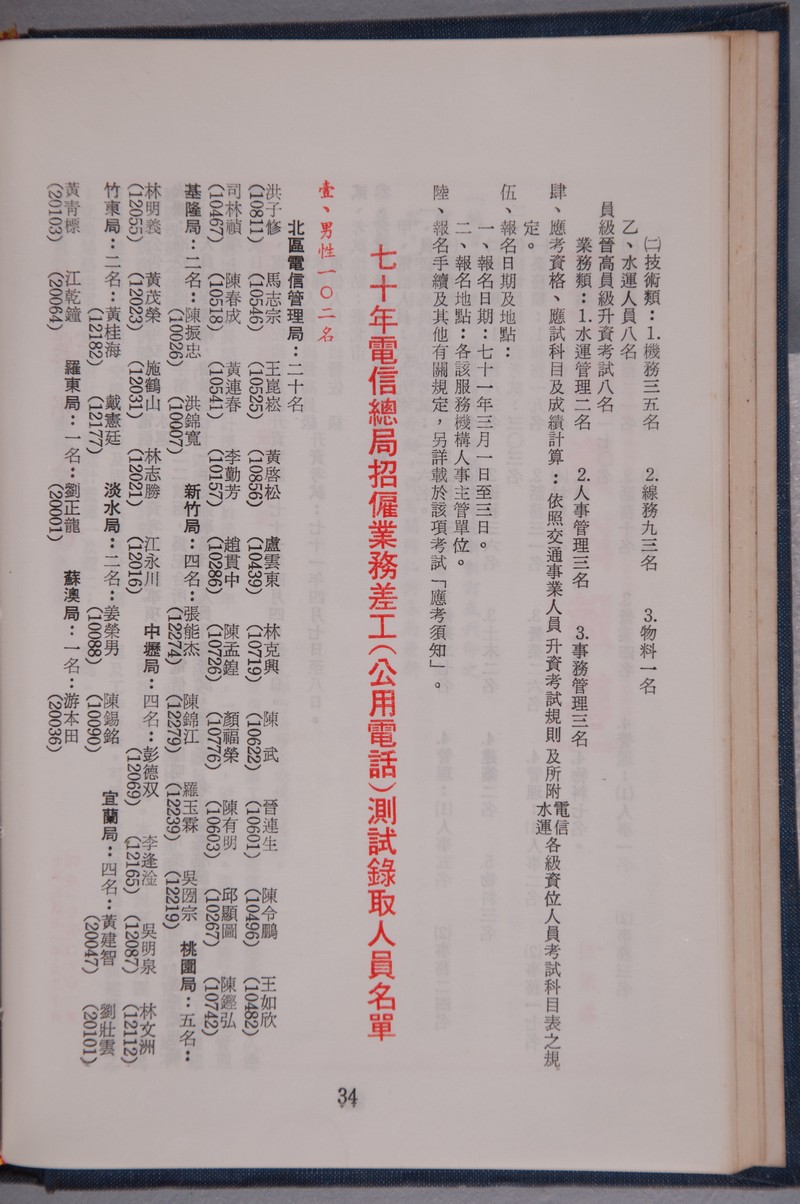 ㈡技術類：1.機務三五名　2.線務九三名　3.物料一名
乙、水運人員八名
員級晉高員級升資考試八名
業務類：1.水運管理二名　2.人事管理三名　3.事務管理三名
肆、應考資格、應試科目及成績計算：依照交通事業人員升資考試規則及所附電信水運各級資位人員考試科目表之規
定。
伍、報名日期及地點：
一、報名日期：七十一年三月一日至三日。
二、報名地點：各該服務機構人事主管單位。
陸、報名手續及其他有關規定，另詳載於該項考試「應考須知」。
七十年電信總局招僱業務差工(公用電話)測試錄取人員名單
壹、男性一〇二名
北區電信管理局：二十名
洪子修(10811)　馬志宗(10546)　王崑崧(10525)　黃啓松(10856)　盧雲東(10439)　林克興(10719)　陳　武(10622)　晉連生(10601)　陳令鵬(10496)　王如欣(10482)
司林禎(10467)　陳春成(10518)　黃連春(10541)　李勤芳(10157)　趙貫中(10286)　陳孟鍠(10726)　顏福榮(10776)　陳有明(10603)　邱顯圖(10267)　陳鏗弘(10742)
基隆局：二名：陳振忠(10026)　洪錦寬(10007)　新竹局：四名：張能杰(12274)　陳錦江(12279)　羅玉霖(12239)　吳圀宗(12219)　桃園局：五名：
林明義(12055)　黃茂榮(12023)　施鶴山(12031)　林志勝(12021)　江永川(12016)　中壢局：四名：彭德双(12069)　李逢淦(12165)　吳明泉(12087)　林文洲(12112)
竹東局：二名：黃桂海(12182)　戴憲廷(12177)　淡水局：二名：姜榮男(10088)　陳錫銘(10090)　宜蘭局：四名：黃建智(20047)　劉壯雲(20101)
黃青標(20103)　江乾鐘(20064)　羅東局：一名：劉正龍(20001)　蘇澳局：一名：游本田(20036)
34